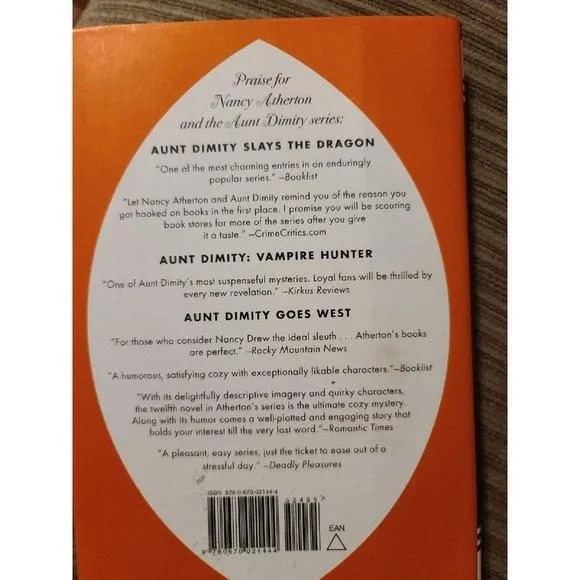 Praise for
Nancy Atherton
and the Aunt Dimity series:
AUNT DIMITY SLAYS THE DRAGON
"One of the most charming entries in an enduringly
popular series." —Booklist
"Let Nancy Atherton and Aunt Dimity remind you of the reason you
got hooked on books in the first place. I promise you will be scouring
book stores for more of the series after you give
it a taste." —CrimeCritics.com
AUNT DIMITY: VAMPIRE HUNTER
"One of Aunt Dimity's most suspenseful mysteries. Loyal fans will be thrilled by
every new revelation." —Kirkus Reviews
AUNT DIMITY GOES WEST
"For those who consider Nancy Drew the ideal sleuth . . . Atherton's books
are perfect." —Rocky Mountain News
"A humorous, satisfying cozy with exceptionally likable characters."—Booklist
"With its delightfully descriptive imagery and quirky characters,
the twelfth novel in Atherton's series is the ultimate cozy mystery.
Along with its humor comes a well-plotted and engaging story that
holds your interest till the very last word."—Romantic Times
"A pleasant, easy series, just the ticket to ease out of a
stressful day." —Deadly Pleasures
ISBN 978-0-670-02144-4
52495>
EAN
9 780670 021444